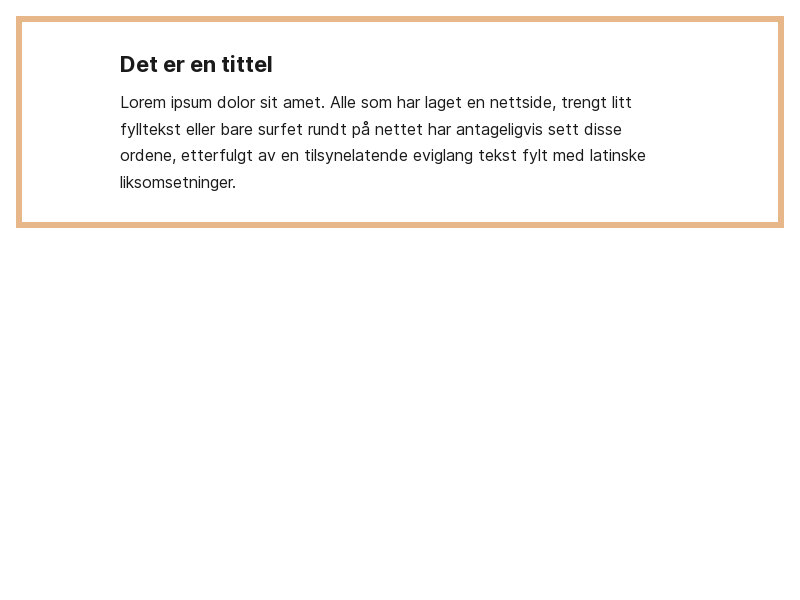 Det er en tittel
Lorem ipsum dolor sit amet. Alle som har laget en nettside, trengt litt
fylltekst eller bare surfet rundt på nettet har antageligvis sett disse
ordene, etterfulgt av en tilsynelatende eviglang tekst fylt med latinske
liksomsetninger.